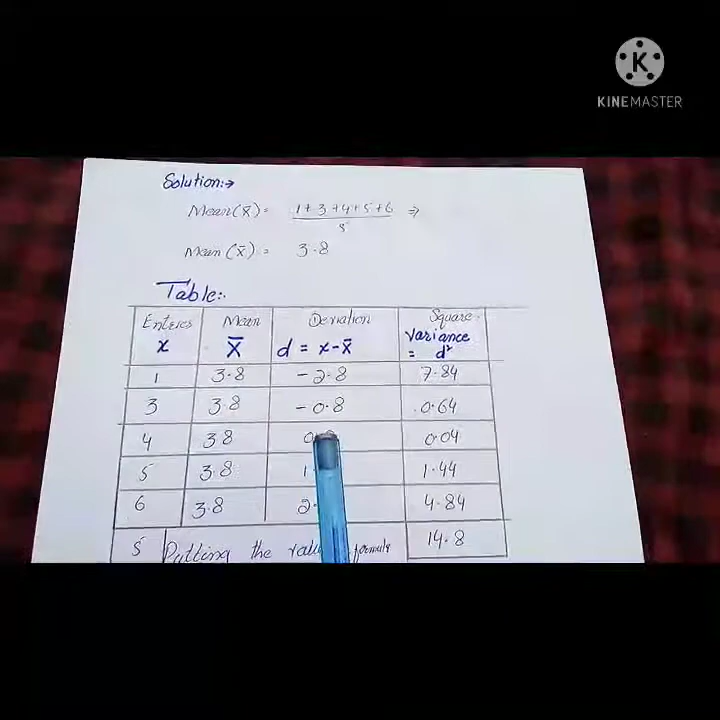 KINEMASTER
Solution:→
Mean(x̄)= 1+3+4+5+6 ⇒
5
Mean(x̄)= 3.8
Table:-
Entries Mean Deviation Square
x X̄ d = x-x̄ Variance = d²
1 3.8 -2.8 7.84
3 3.8 -0.8 0.64
4 3.8 0.04
5 3.8 1.44
6 3.8 4.84
5 Putting the formula 14.8